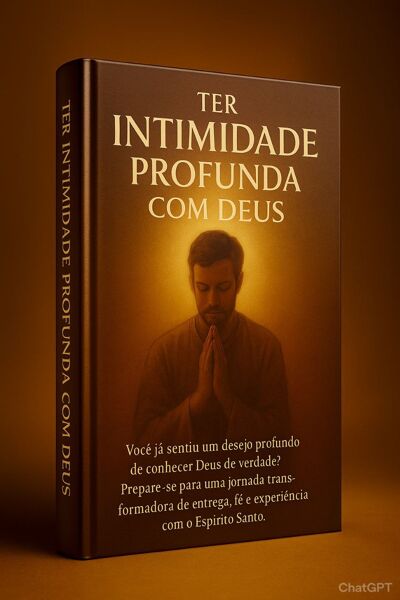 TER INTIMIDADE PROFUNDA COM DEUS
TER
INTIMIDADE
PROFUNDA
COM DEUS
Você já sentiu um desejo profundo
de conhecer Deus de verdade?
Prepare-se para uma jornada trans-
formadora de entrega, fé e experiência
com o Espirito Santo.
ChatGPT